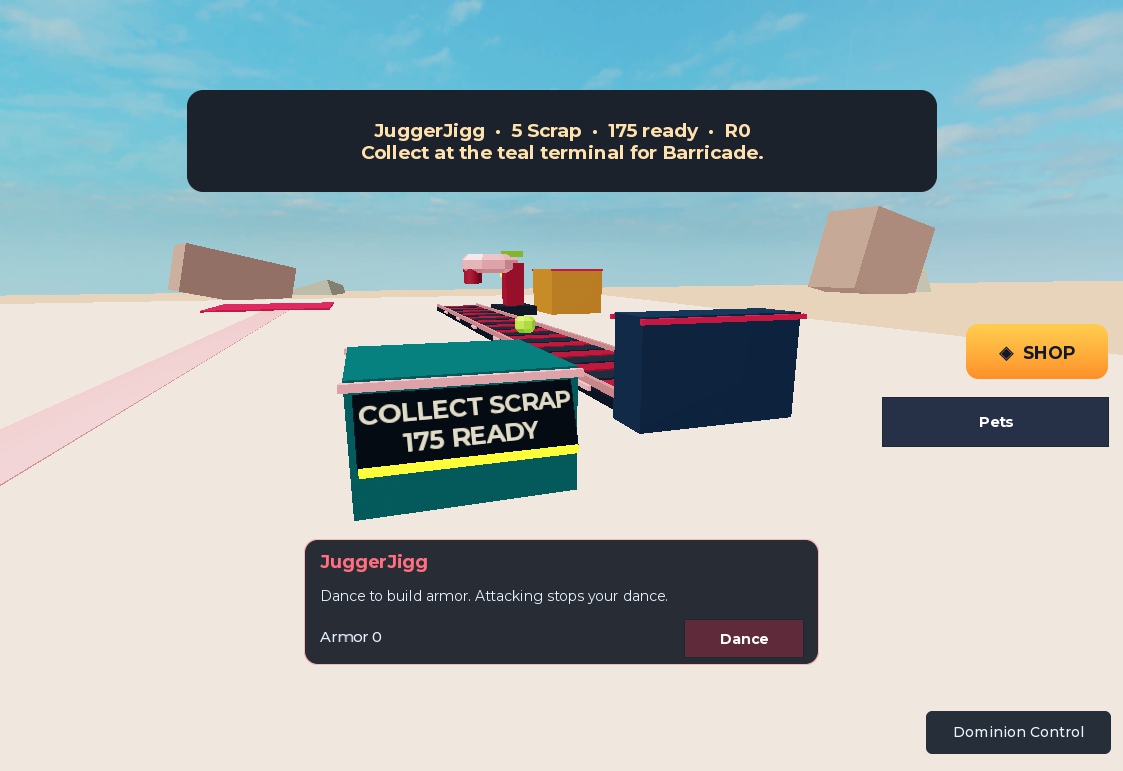 JuggerJigg • 5 Scrap • 175 ready • R0
Collect at the teal terminal for Barricade.
◈ SHOP
Pets
COLLECT SCRAP
175 READY
JuggerJigg
Dance to build armor. Attacking stops your dance.
Armor 0
Dance
Dominion Control